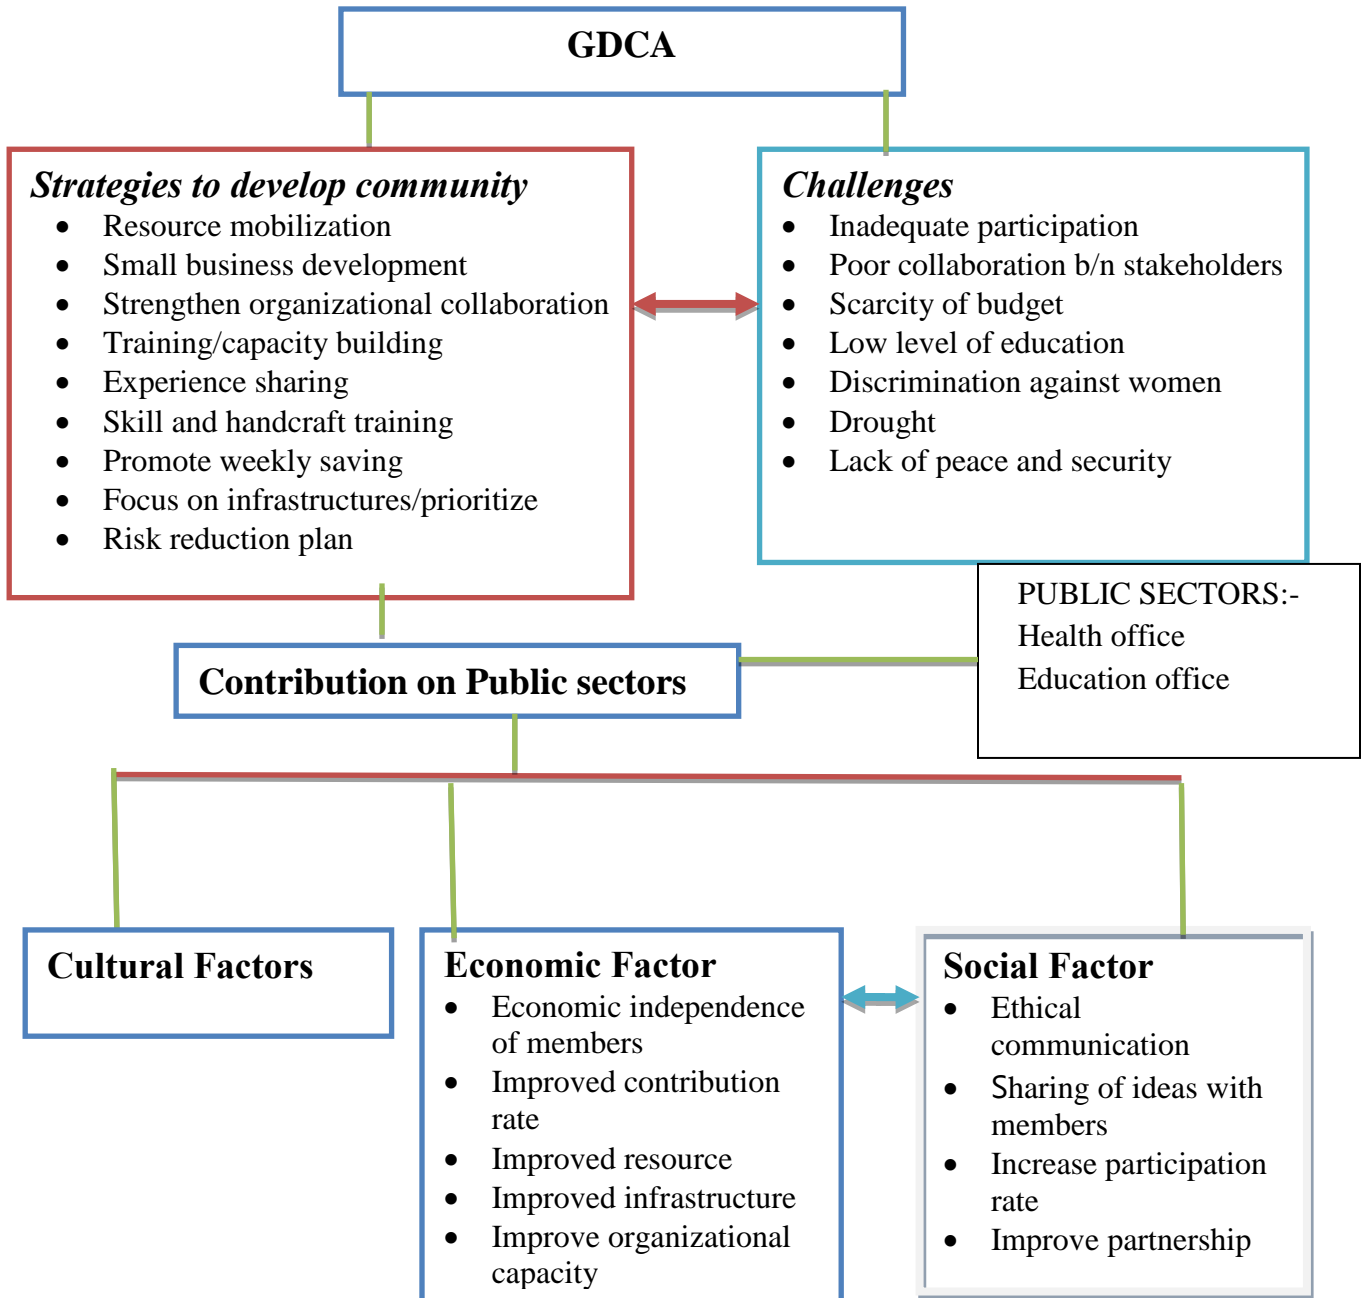 GDCA
Strategies to develop community
• Resource mobilization
• Small business development
• Strengthen organizational collaboration
• Training/capacity building
• Experience sharing
• Skill and handcraft training
• Promote weekly saving
• Focus on infrastructures/prioritize
• Risk reduction plan
Challenges
• Inadequate participation
• Poor collaboration b/n stakeholders
• Scarcity of budget
• Low level of education
• Discrimination against women
• Drought
• Lack of peace and security
PUBLIC SECTORS:-
Health office
Education office
Contribution on Public sectors
Cultural Factors
Economic Factor
• Economic independence
of members
• Improved contribution
rate
• Improved resource
• Improved infrastructure
• Improve organizational
capacity
Social Factor
• Ethical
communication
• Sharing of ideas with
members
• Increase participation
rate
• Improve partnership